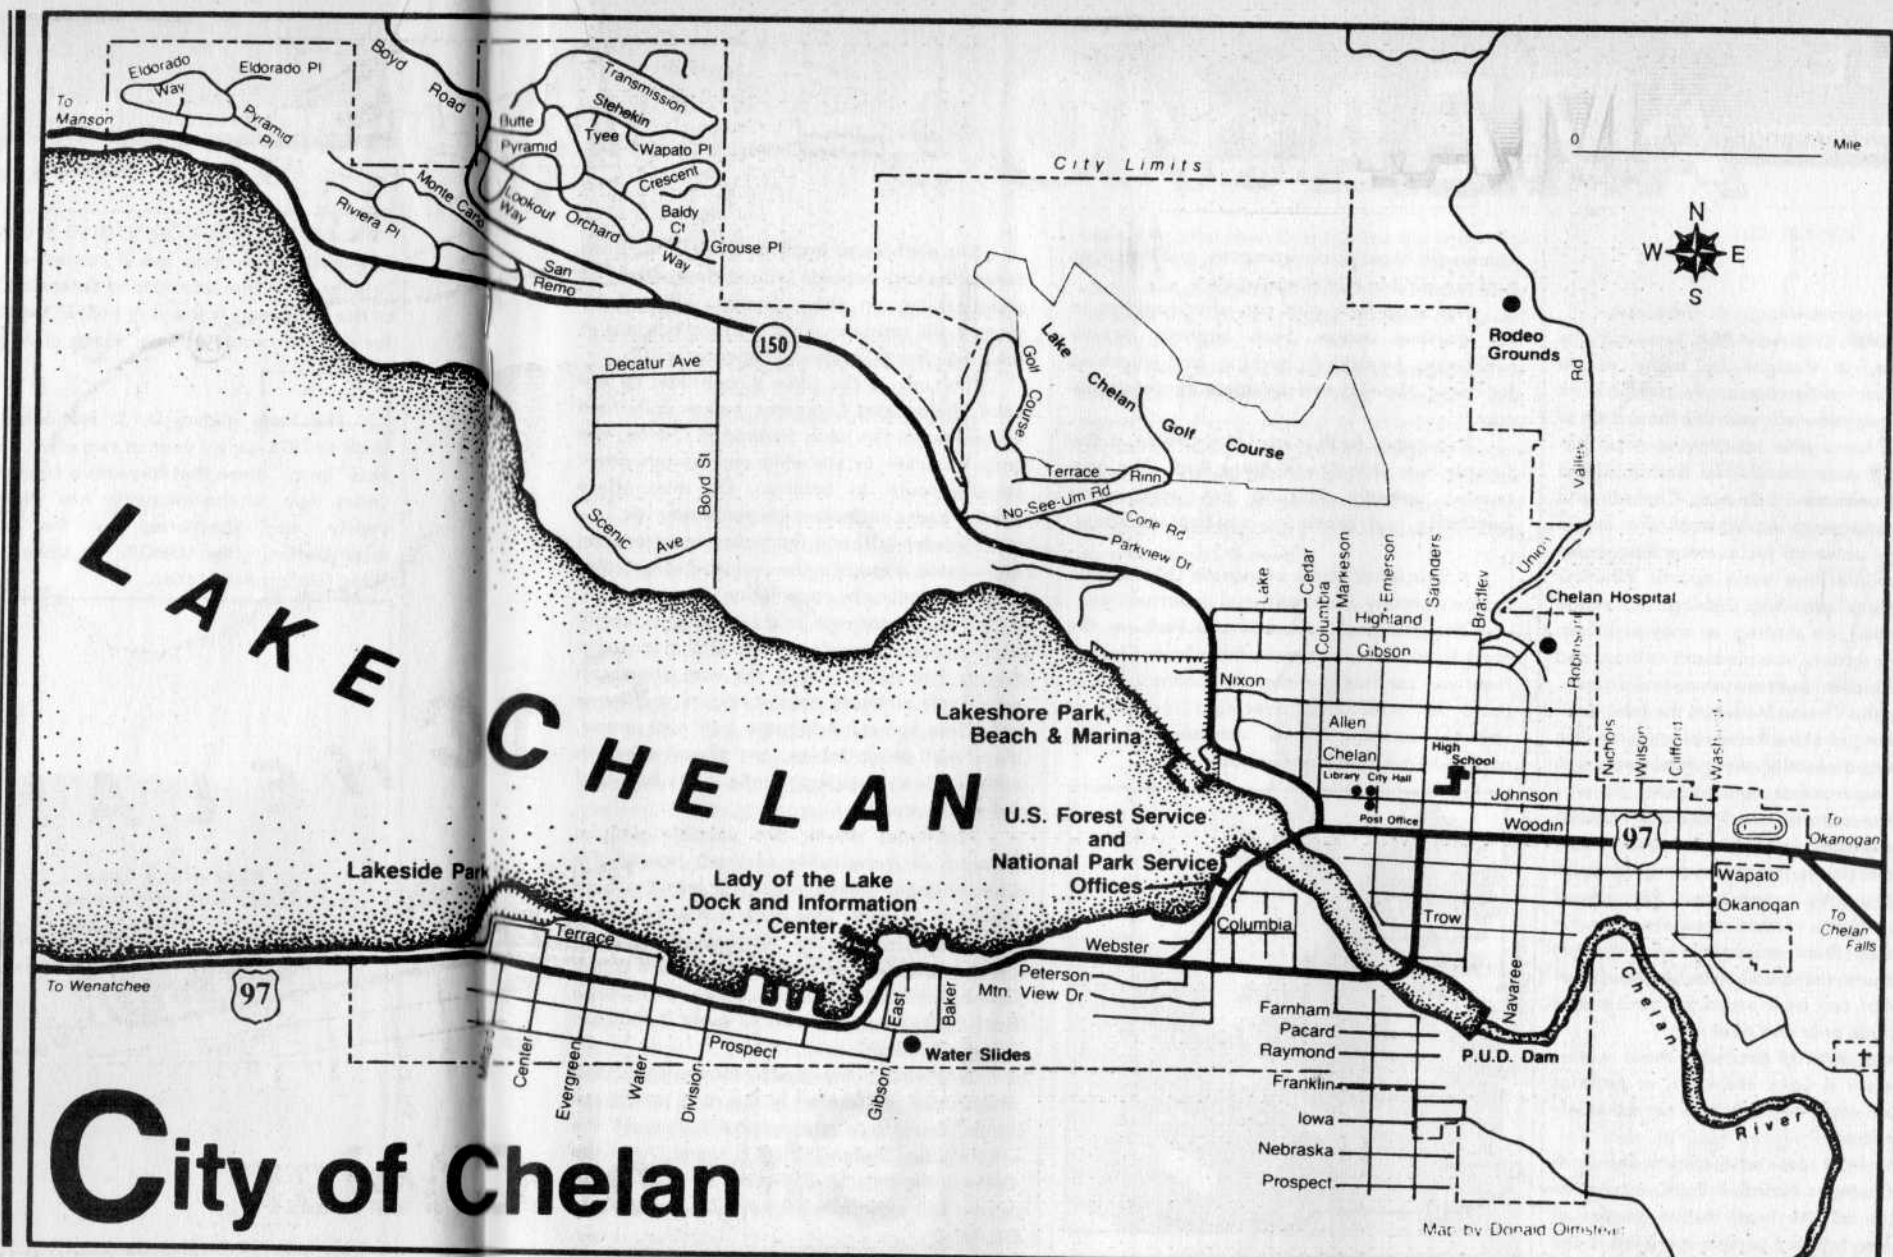 City of Chelan
LAKE CHELAN
To
Manson
Eldorado
Way
Eldorado Pl
Pyramid
Pl
Boyd
Road
Butte
Transmission
Stehekin
Tyee
Wapato Pl
Pyramid
Crescent
Lookout
Way
Orchard
Way
Baldy
Ct
Grouse Pl
Monte Carlo
Riviera Pl
San
Remo
150
Decatur Ave
Boyd St
Scenic
Ave
City Limits
0
Mile
N
W
E
S
Rodeo
Grounds
Golf
Course
Lake
Chelan
Golf
Course
Terrace
Rinn
No-See-Um Rd
Cone Rd
Parkview Dr
Union
Valley
Rd
Lake
Cedar
Columbia
Markeson
Emerson
Saunders
Bradley
Chelan Hospital
Robinson
Highland
Gibson
Nixon
Allen
Chelan
Library
City Hall
Post Office
High
School
Johnson
Woodin
97
Nichols
Wilson
Clifford
Wash
To
Okanogan
Wapato
Okanogan
To
Chelan
Falls
Lakeshore Park,
Beach & Marina
U.S. Forest Service
and
National Park Service
Offices
Lakeside Park
Lady of the Lake
Dock and Information
Center
Terrace
Columbia
Webster
Peterson
Mtn. View Dr
Trow
Navaree
Chelan
River
P.U.D. Dam
To Wenatchee
97
Center
Evergreen
Water
Division
Prospect
Gibson
East
Baker
Water Slides
Farnham
Pacard
Raymond
Franklin
Iowa
Nebraska
Prospect
Map by Donald Olmstead